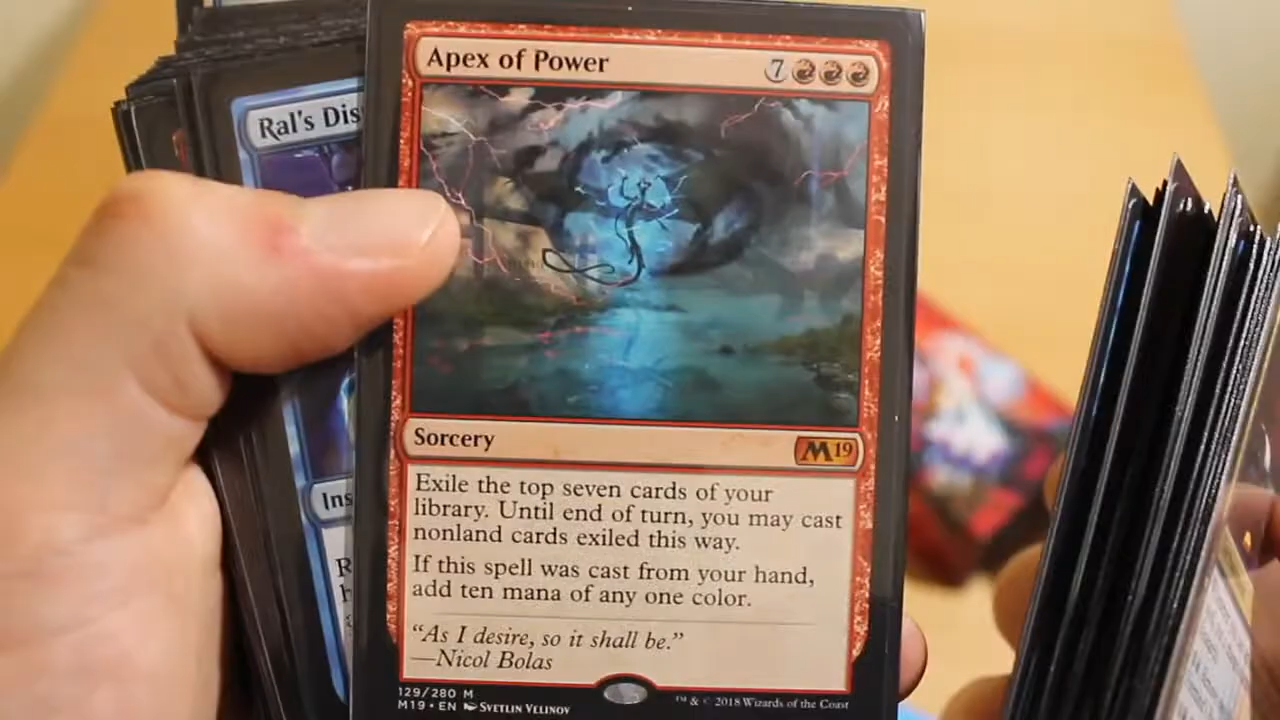 Apex of Power
7
Ral's Dis
Sorcery
M19
Ins
Exile the top seven cards of your
library. Until end of turn, you may cast
nonland cards exiled this way.
If this spell was cast from your hand,
add ten mana of any one color.
"As I desire, so it shall be."
—Nicol Bolas
129/280 M
M19 • EN Svetlin Velinov
™ & © 2018 Wizards of the Coast